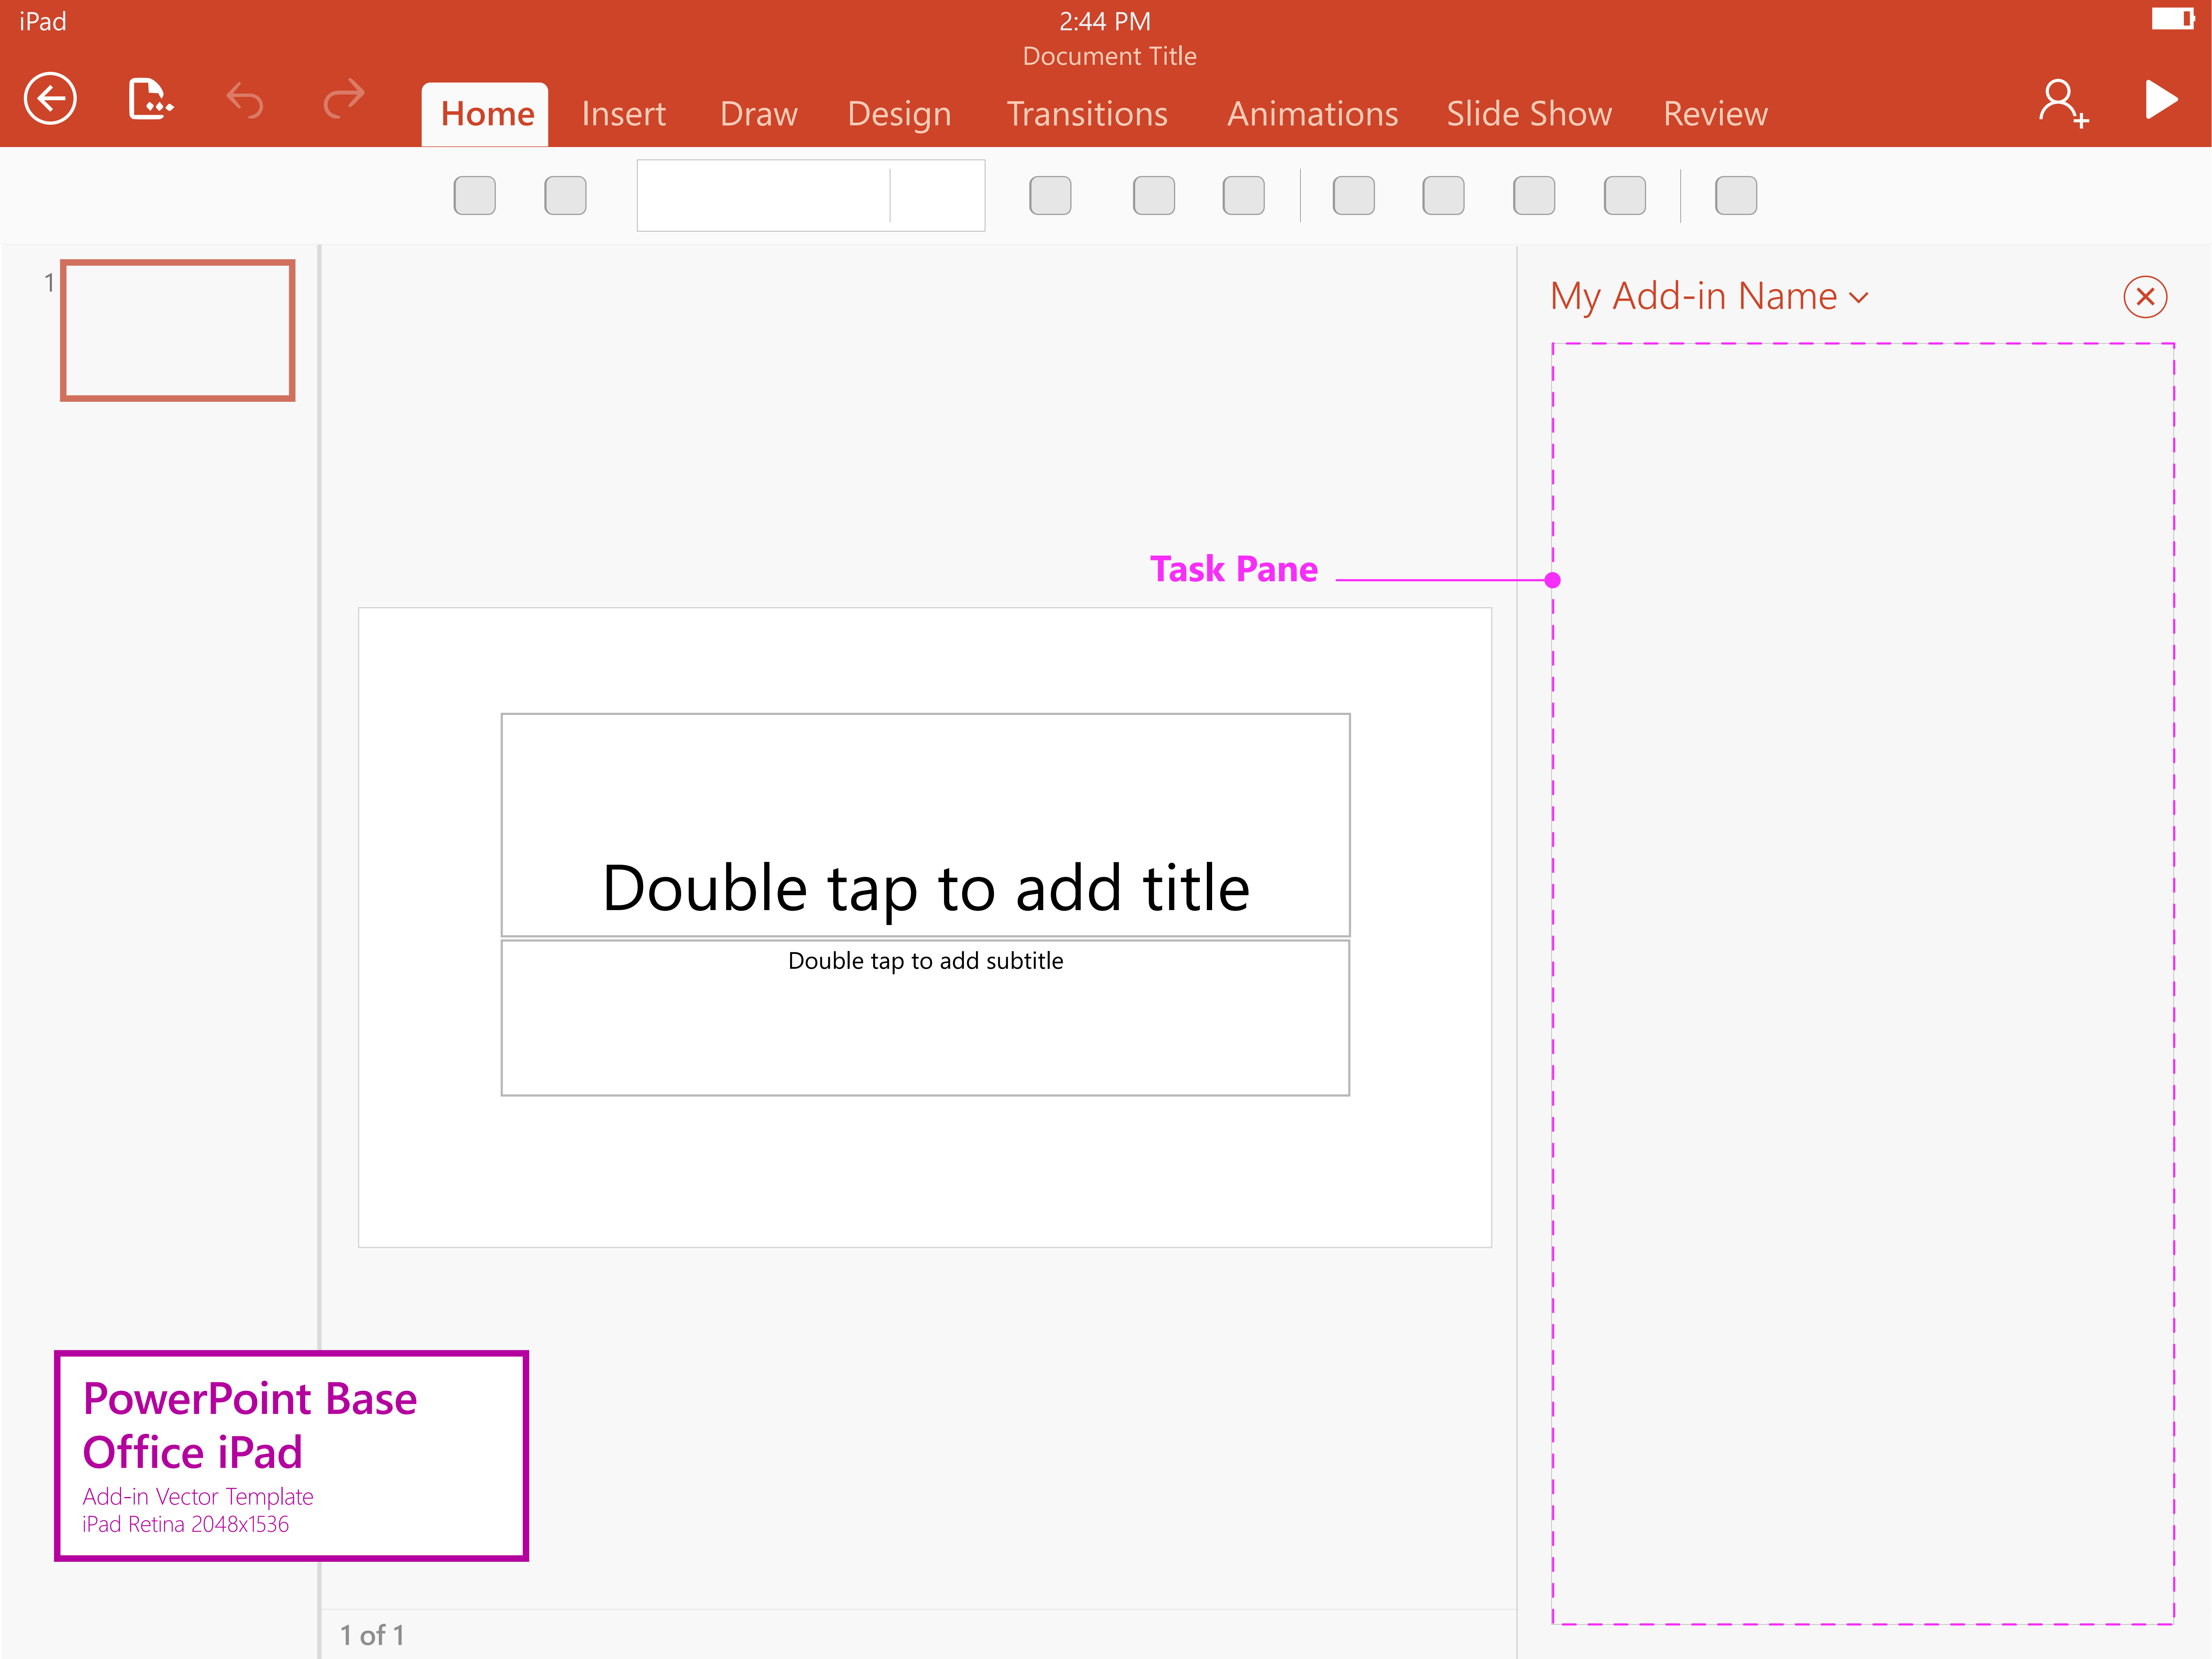 iPad
2:44 PM
Document Title
Home Insert Draw Design Transitions Animations Slide Show Review
1
My Add-in Name
Task Pane
Double tap to add title
Double tap to add subtitle
PowerPoint Base
Office iPad
Add-in Vector Template
iPad Retina 2048x1536
1 of 1